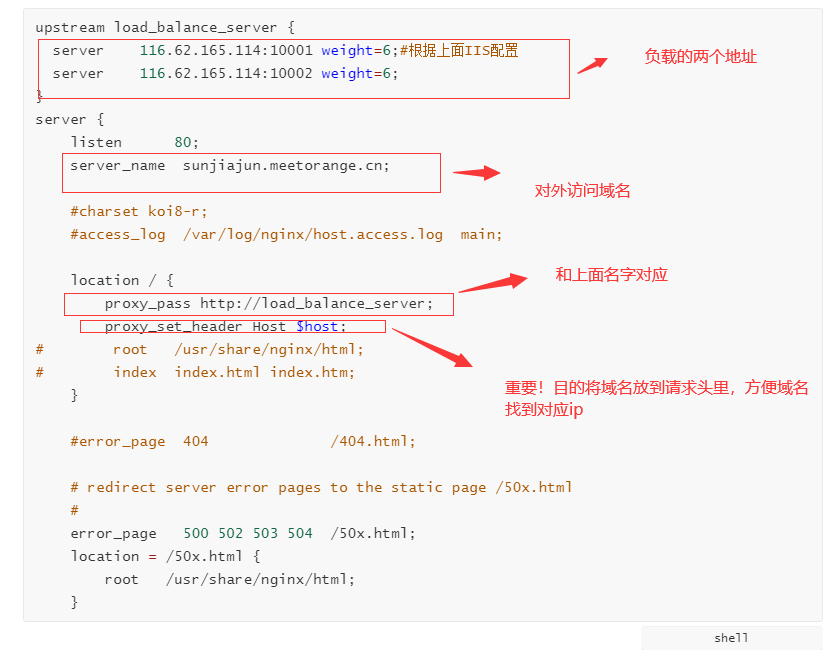 upstream load_balance_server {
server    116.62.165.114:10001 weight=6;#根据上面IIS配置
负载的两个地址
server    116.62.165.114:10002 weight=6;
}
server {
listen      80;
server_name  sunjiajun.meetorange.cn;
对外访问域名
#charset koi8-r;
#access_log  /var/log/nginx/host.access.log  main;
location / {
和上面名字对应
proxy_pass http://load_balance_server;
proxy_set_header Host $host;
#        root   /usr/share/nginx/html;
#        index  index.html index.htm;
重要！目的将域名放到请求头里，方便域名
找到对应ip
}
#error_page  404              /404.html;
# redirect server error pages to the static page /50x.html
#
error_page   500 502 503 504  /50x.html;
location = /50x.html {
root   /usr/share/nginx/html;
}
shell